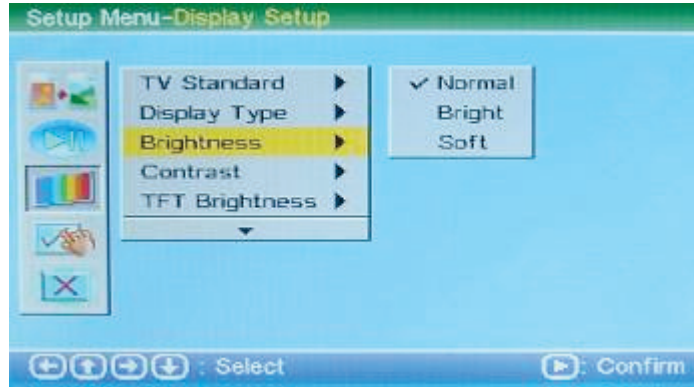 Setup Menu-Display Setup
TV Standard
Display Type
Brightness
Contrast
TFT Brightness
✓ Normal
Bright
Soft
: Select
: Confirm